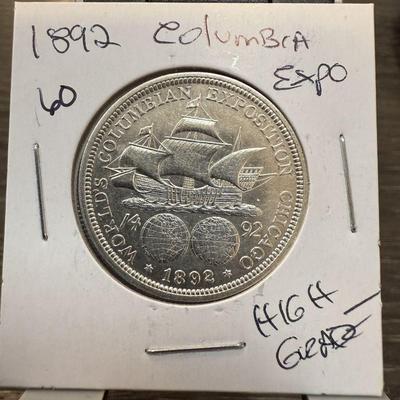 1892 COlumBIA
EXPO
60
WORLD'S COLUMBIAN EXPOSITION CHICAGO
14 92
* 1892 *
HIGH
GRADE